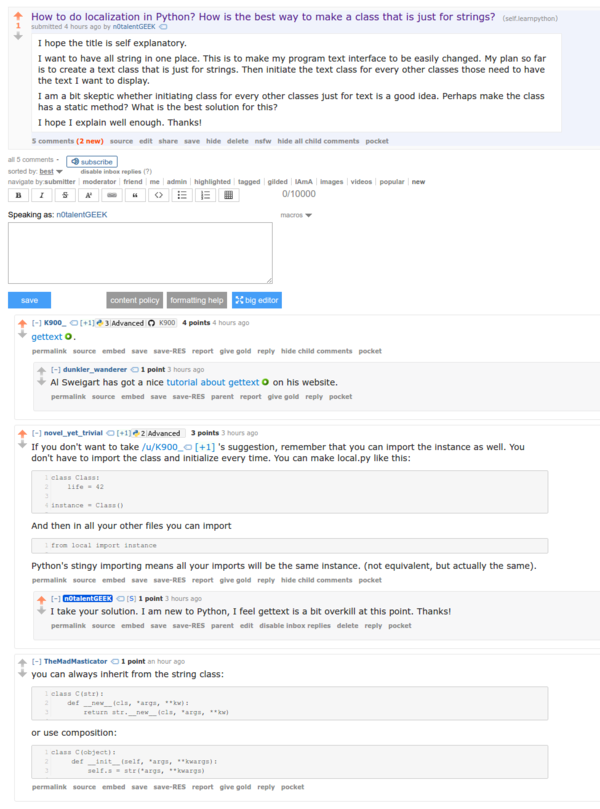 How to do localization in Python? How is the best way to make a class that is just for strings? (self.learnpython)
1
submitted 4 hours ago by n0talentGEEK
I hope the title is self explanatory.
I want to have all string in one place. This is to make my program text interface to be easily changed. My plan so far
is to create a text class that is just for strings. Then initiate the text class for every other classes those need to have
the text I want to display.
I am a bit skeptic whether initiating class for every other classes just for text is a good idea. Perhaps make the class
has a static method? What is the best solution for this?
I hope I explain well enough. Thanks!
5 comments (2 new) source edit share save hide delete nsfw hide all child comments pocket
all 5 comments subscribe
sorted by: best disable inbox replies (?)
navigate by: submitter | moderator | friend | me | admin | highlighted | tagged | gilded | IAmA | images | videos | popular | new
B I S A² “ <> 0/10000
Speaking as: n0talentGEEK macros
save content policy formatting help big editor
[–] K900_ [+1] 3 Advanced K900 4 points 4 hours ago
gettext .
permalink source embed save save-RES report give gold reply hide child comments pocket
[–] dunkler_wanderer 1 point 3 hours ago
Al Sweigart has got a nice tutorial about gettext on his website.
permalink source embed save save-RES parent report give gold reply pocket
[–] novel_yet_trivial [+1] 2 Advanced 3 points 3 hours ago
If you don't want to take /u/K900_ [+1] 's suggestion, remember that you can import the instance as well. You
don't have to import the class and initialize every time. You can make local.py like this:
1 class Class:
2 life = 42
3
4 instance = Class()
And then in all your other files you can import
1 from local import instance
Python's stingy importing means all your imports will be the same instance. (not equivalent, but actually the same).
permalink source embed save save-RES report give gold reply hide child comments pocket
[–] n0talentGEEK [S] 1 point 3 hours ago
I take your solution. I am new to Python, I feel gettext is a bit overkill at this point. Thanks!
permalink source embed save save-RES parent edit disable inbox replies delete reply pocket
[–] TheMadMasticator 1 point an hour ago
you can always inherit from the string class:
1 class C(str):
2 def __new__(cls, *args, **kw):
3 return str.__new__(cls, *args, **kw)
or use composition:
1 class C(object):
2 def __init__(self, *args, **kwargs):
3 self.s = str(*args, **kwargs)
permalink source embed save save-RES report give gold reply pocket